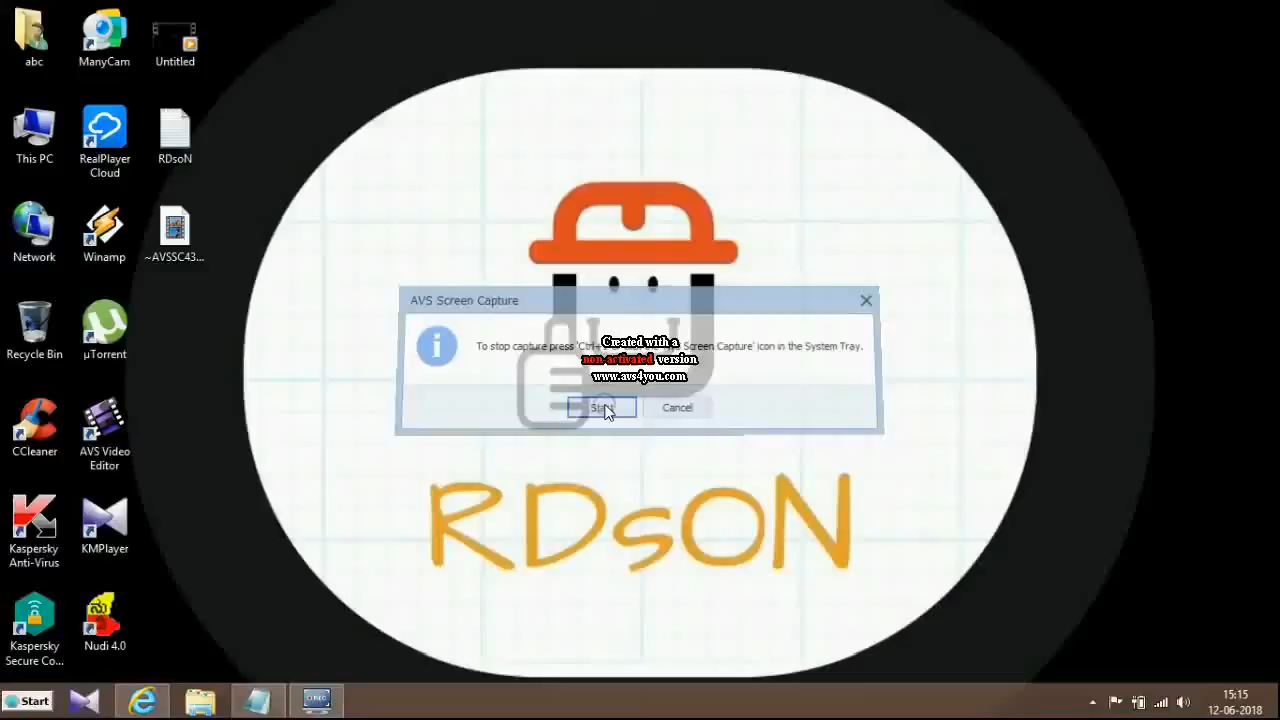 abc
ManyCam
Untitled
This PC
RealPlayer
Cloud
RDsoN
Network
Winamp
~AVSSC43...
Recycle Bin
µTorrent
CCleaner
AVS Video
Editor
Kaspersky
Anti-Virus
KMPlayer
Kaspersky
Secure Co...
Nudi 4.0
AVS Screen Capture
To stop capture press 'Ctrl+ Screen Capture' icon in the System Tray.
Created with a
non-activated version
www.avs4you.com
Start
Cancel
RDsON
Start
REC
15:15
12-06-2018